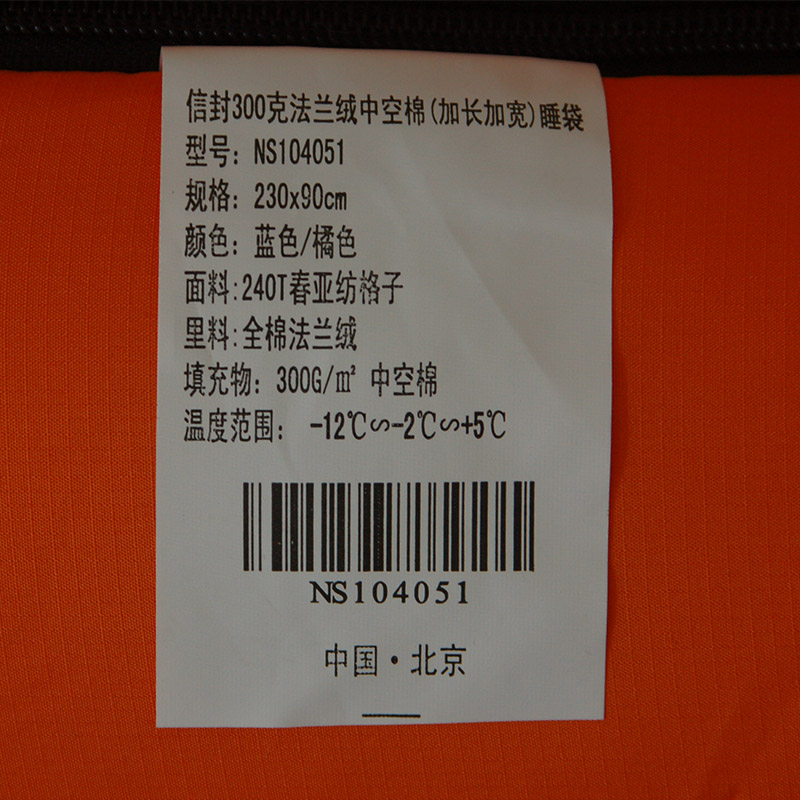 信封300克法兰绒中空棉(加长加宽)睡袋
型号：NS104051
规格：230x90cm
颜色：蓝色/橘色
面料:240T春亚纺格子
里料:全棉法兰绒
填充物：300G/㎡ 中空棉
温度范围： -12℃∽-2℃∽+5℃
NS104051
中国·北京